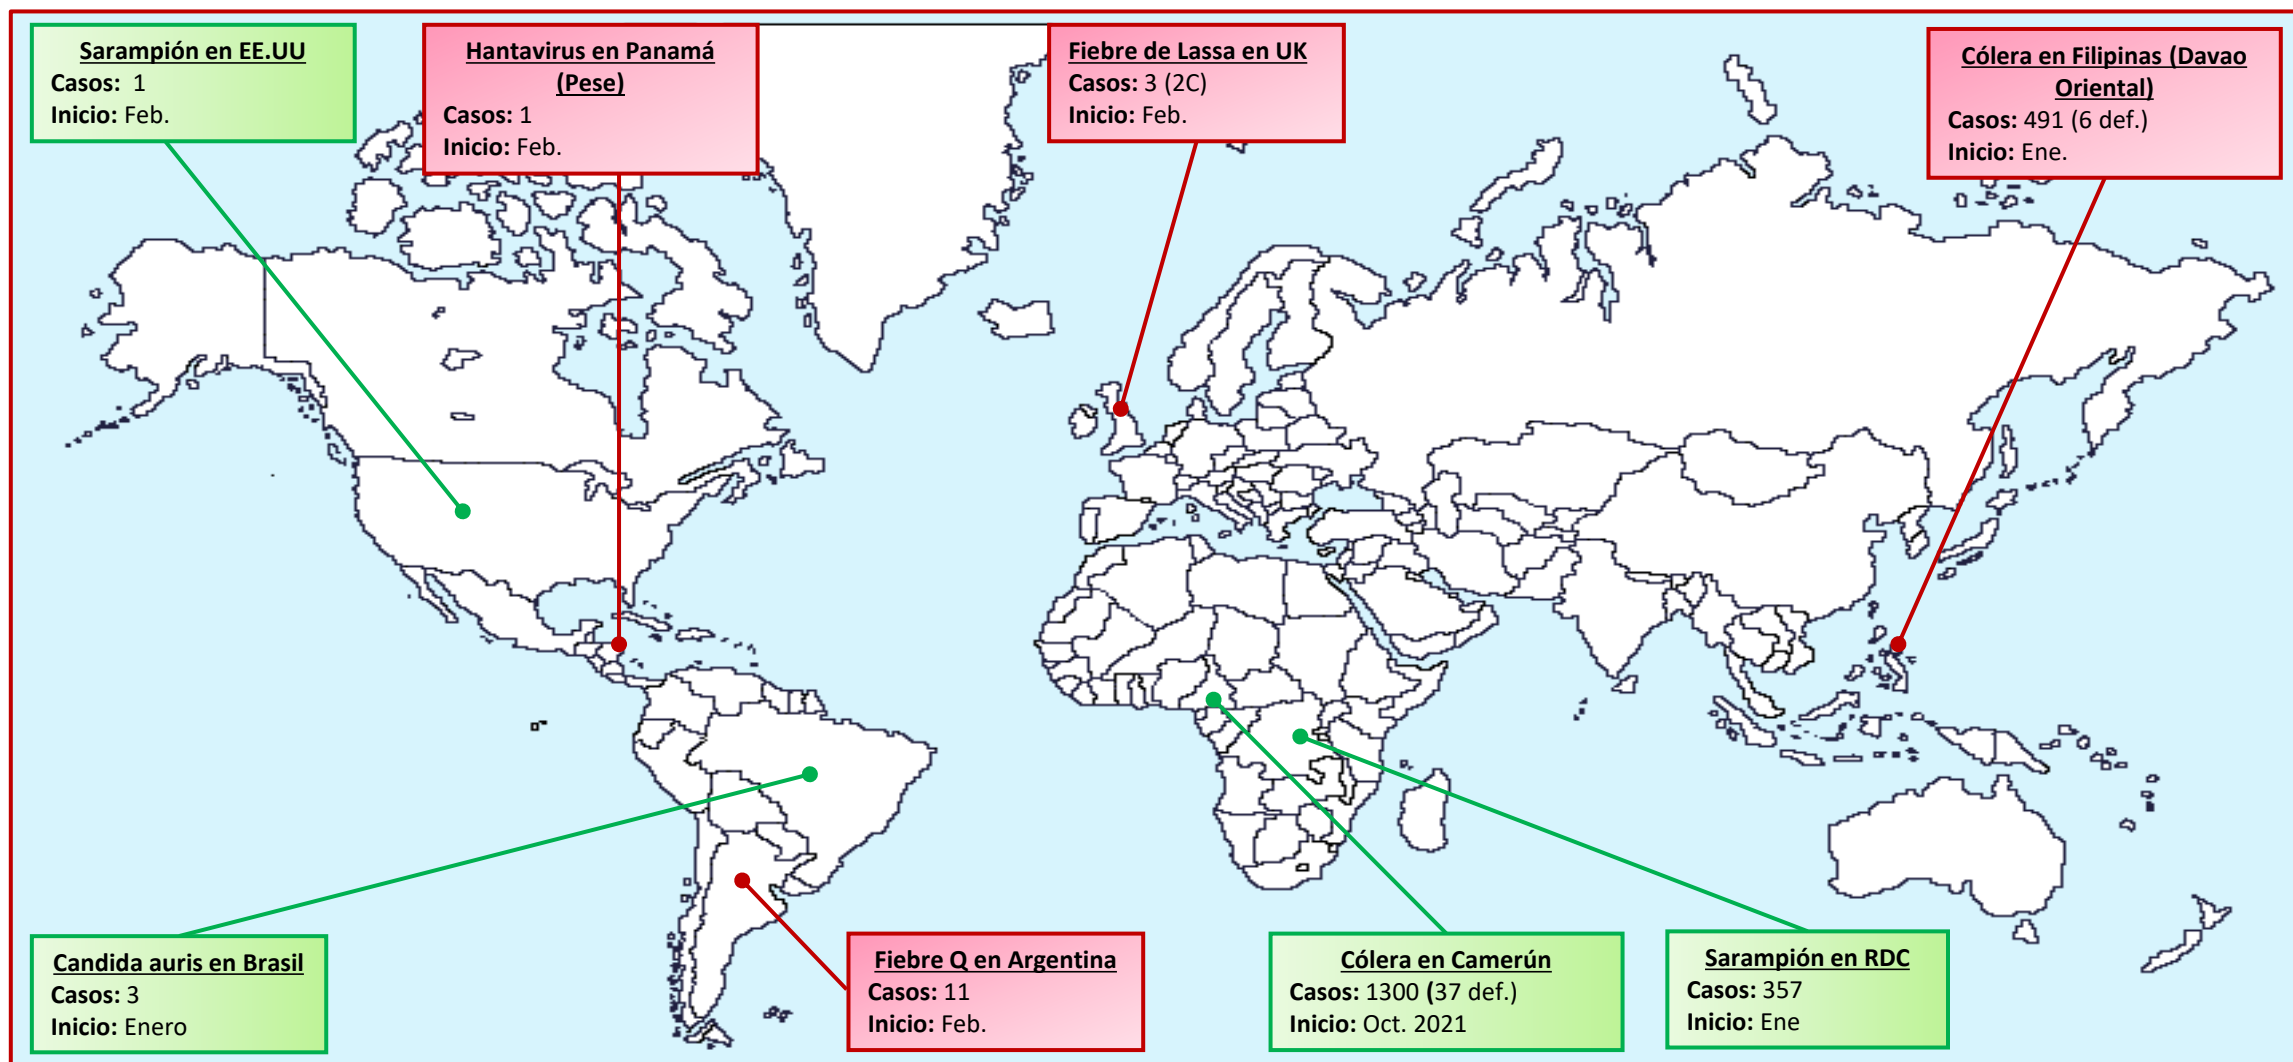 Sarampión en EE.UU
Casos: 1
Inicio: Feb.
Hantavirus en Panamá
(Pese)
Casos: 1
Inicio: Feb.
Fiebre de Lassa en UK
Casos: 3 (2C)
Inicio: Feb.
Cólera en Filipinas (Davao
Oriental)
Casos: 491 (6 def.)
Inicio: Ene.
Candida auris en Brasil
Casos: 3
Inicio: Enero
Fiebre Q en Argentina
Casos: 11
Inicio: Feb.
Cólera en Camerún
Casos: 1300 (37 def.)
Inicio: Oct. 2021
Sarampión en RDC
Casos: 357
Inicio: Ene